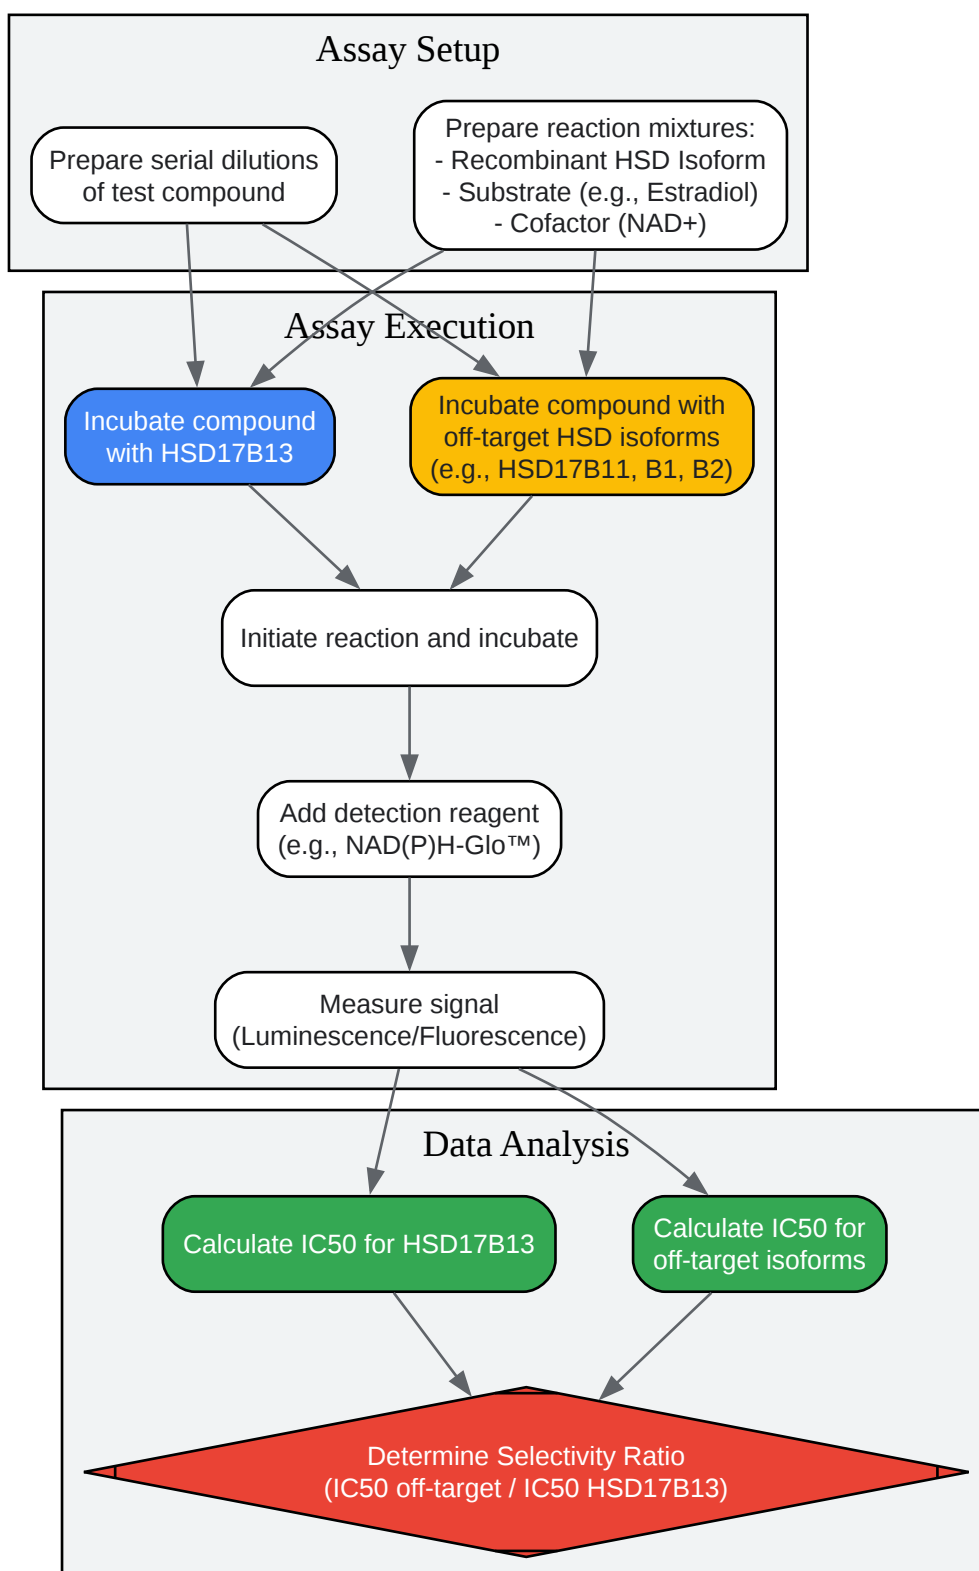 Assay Setup
Prepare serial dilutions
of test compound
Prepare reaction mixtures:
- Recombinant HSD Isoform
- Substrate (e.g., Estradiol)
- Cofactor (NAD+)
Assay Execution
Incubate compound
with HSD17B13
Incubate compound with
off-target HSD isoforms
(e.g., HSD17B11, B1, B2)
Initiate reaction and incubate
Add detection reagent
(e.g., NAD(P)H-Glo™)
Measure signal
(Luminescence/Fluorescence)
Data Analysis
Calculate IC50 for HSD17B13
Calculate IC50 for
off-target isoforms
Determine Selectivity Ratio
(IC50 off-target / IC50 HSD17B13)